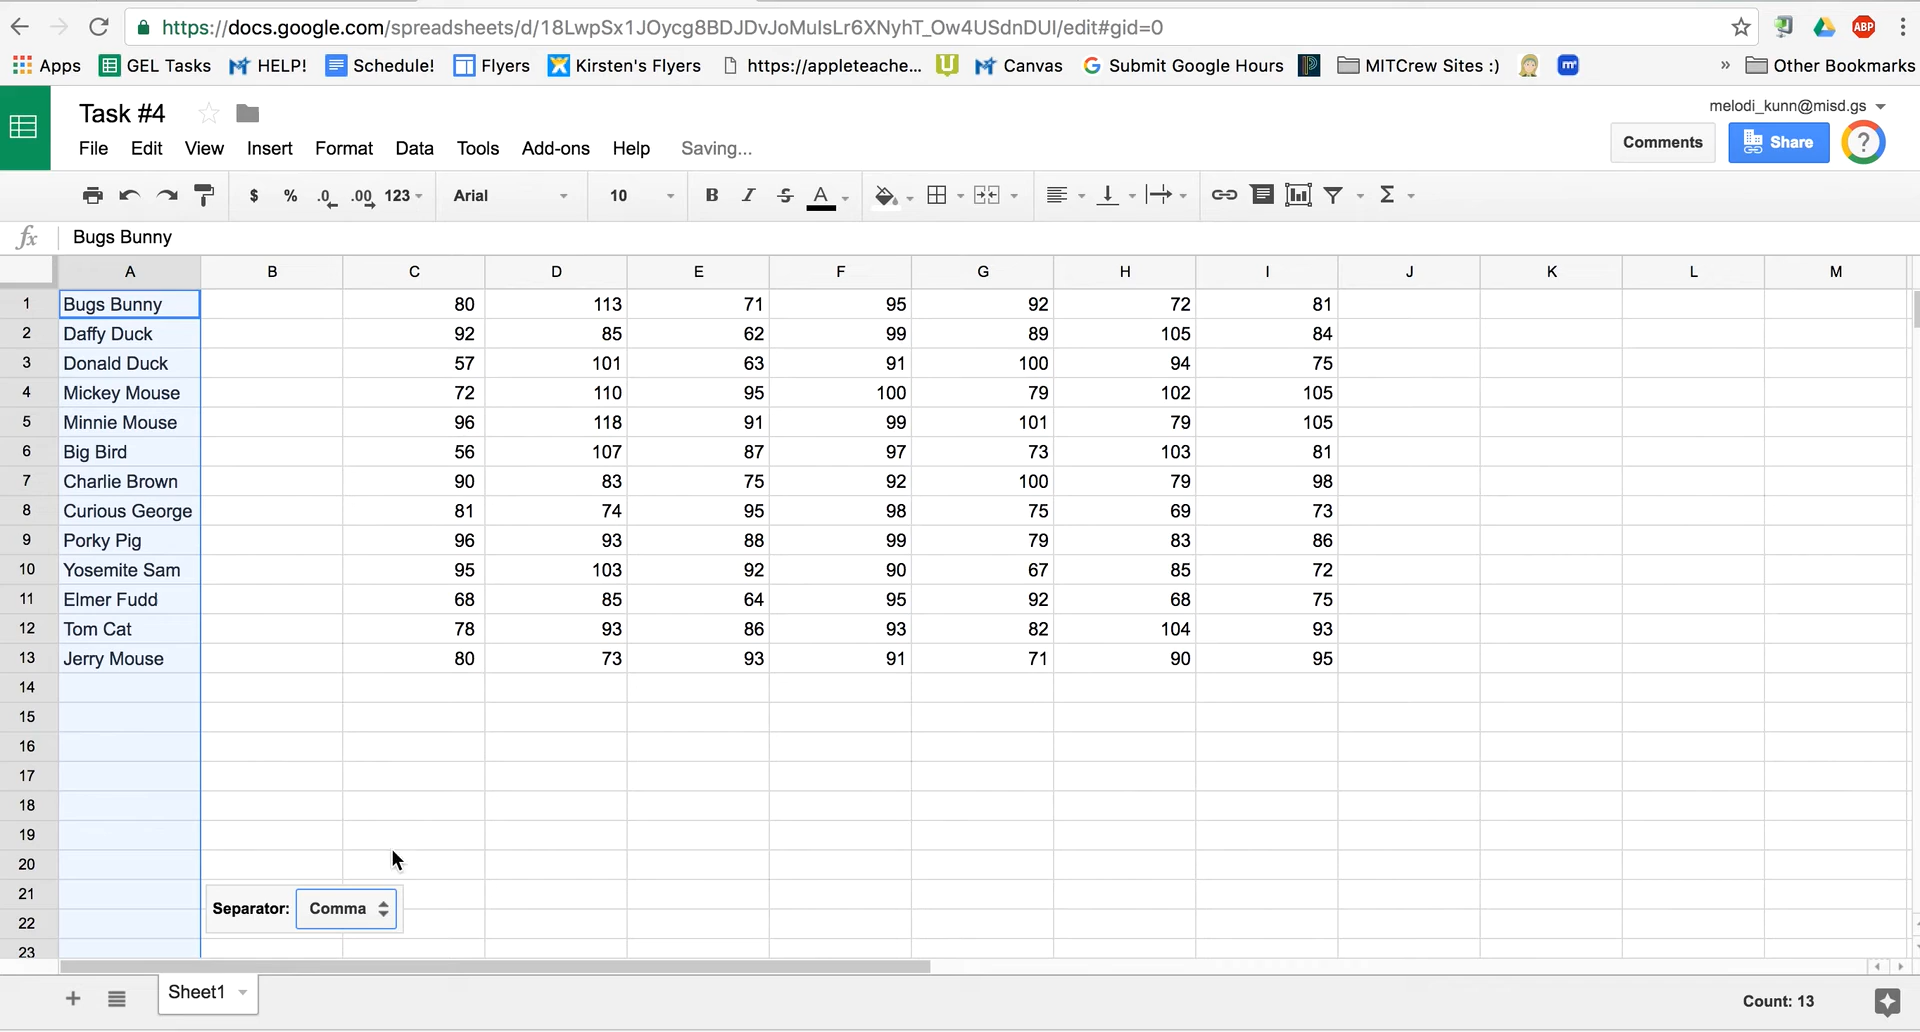 https://docs.google.com/spreadsheets/d/18LwpSx1JOycg8BDJDvJoMulsLr6XNyhT_Ow4USdnDUI/edit#gid=0 ABP
Apps GEL Tasks HELP! Schedule! Flyers Kirsten's Flyers https://appleteache... U Canvas G Submit Google Hours P MITCrew Sites :) m » Other Bookmarks
Task #4 melodi_kunn@misd.gs
File Edit View Insert Format Data Tools Add-ons Help Saving... Comments Share ?
$ % .0 .00 123 Arial 10 B I S A Σ
fx Bugs Bunny
A B C D E F G H I J K L M
1 Bugs Bunny 80 113 71 95 92 72 81
2 Daffy Duck 92 85 62 99 89 105 84
3 Donald Duck 57 101 63 91 100 94 75
4 Mickey Mouse 72 110 95 100 79 102 105
5 Minnie Mouse 96 118 91 99 101 79 105
6 Big Bird 56 107 87 97 73 103 81
7 Charlie Brown 90 83 75 92 100 79 98
8 Curious George 81 74 95 98 75 69 73
9 Porky Pig 96 93 88 99 79 83 86
10 Yosemite Sam 95 103 92 90 67 85 72
11 Elmer Fudd 68 85 64 95 92 68 75
12 Tom Cat 78 93 86 93 82 104 93
13 Jerry Mouse 80 73 93 91 71 90 95
14
15
16
17
18
19
20
21
Separator: Comma
22
23
Sheet1 Count: 13